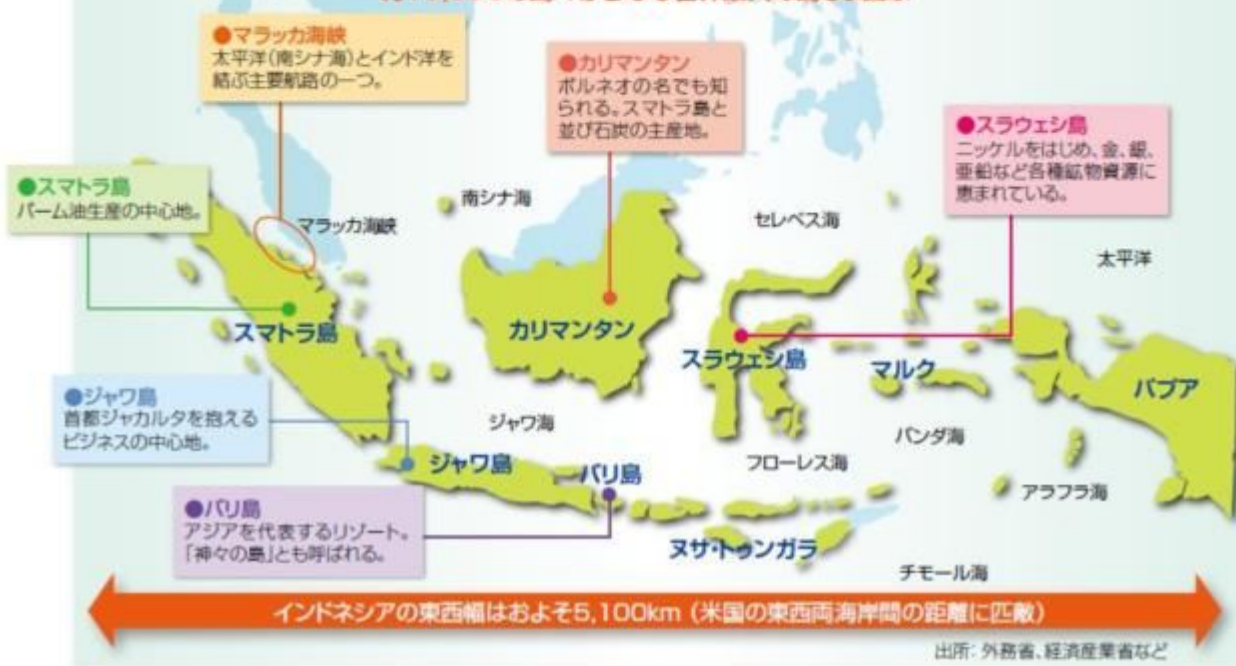 ●マラッカ海峡
太平洋(南シナ海)とインド洋を
結ぶ主要航路の一つ。
●カリマンタン
ボルネオの名でも知
られる。スマトラ島と
並び石炭の主産地。
●スラウェシ島
ニッケルをはじめ、金、銀、
亜鉛など各種鉱物資源に
恵まれている。
●スマトラ島
パーム油生産の中心地。
南シナ海
マラッカ海峡
セレベス海
太平洋
スマトラ島
カリマンタン
スラウェシ島
マルク
パプア
●ジャワ島
首都ジャカルタを抱える
ビジネスの中心地。
ジャワ海
バンダ海
フローレス海
ジャワ島
バリ島
アラフラ海
●バリ島
アジアを代表するリゾート。
「神々の島」とも呼ばれる。
ヌサ・トゥンガラ
チモール海
インドネシアの東西幅はおよそ5,100km (米国の東西両海岸間の距離に匹敵)
出所: 外務省、経済産業省など